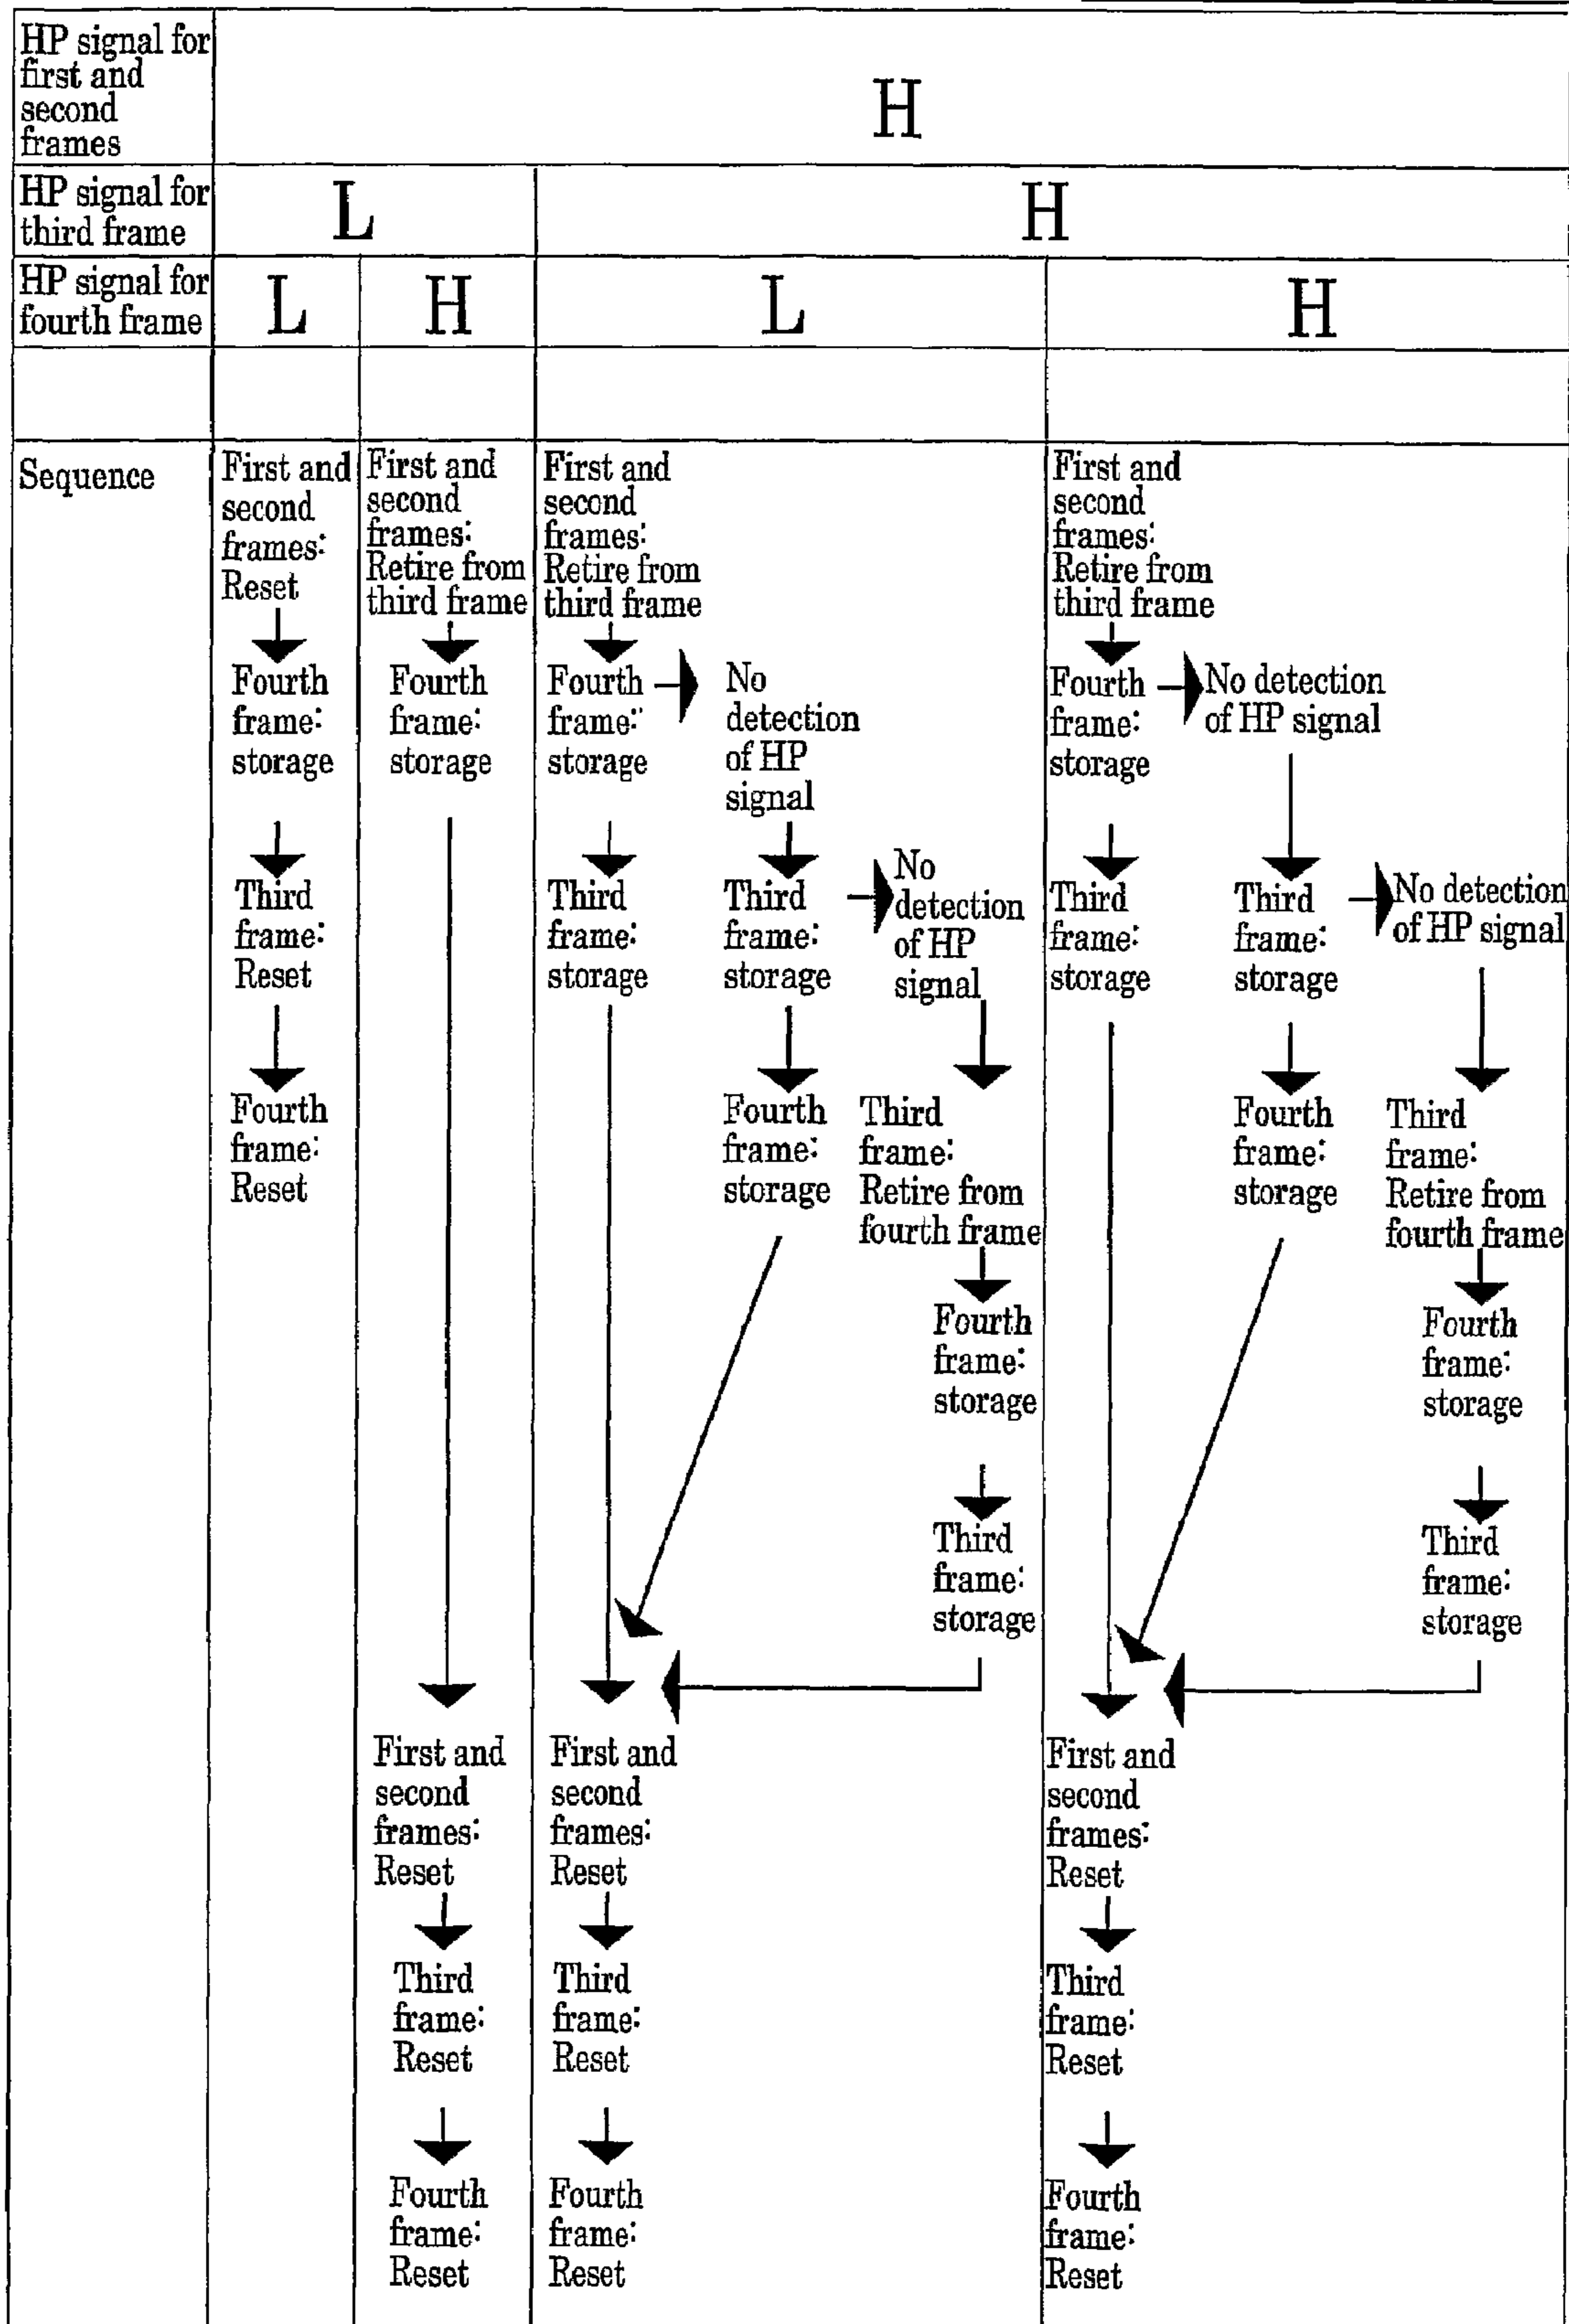 HP signal for
first and
second
frames
H
HP signal for
third frame
L
H
HP signal for
fourth frame
L
H
L
H
Sequence
First and
second
frames:
Reset
Fourth
frame:
storage
Third
frame:
Reset
Fourth
frame:
Reset
First and
second
frames:
Retire from
third frame
Fourth
frame:
storage
First and
second
frames:
Reset
Third
frame:
Reset
Fourth
frame:
Reset
First and
second
frames:
Retire from
third frame
Fourth
frame:
storage
Third
frame:
storage
No
detection
of HP
signal
Third
frame:
storage
Fourth
frame:
storage
No
detection
of HP
signal
Third
frame:
Retire from
fourth frame
Fourth
frame:
storage
Third
frame:
storage
First and
second
frames:
Reset
Third
frame:
Reset
Fourth
frame:
Reset
First and
second
frames:
Retire from
third frame
Fourth
frame:
storage
Third
frame:
storage
No detection
of HP signal
Third
frame:
storage
Fourth
frame:
storage
No detection
of HP signal
Third
frame:
Retire from
fourth frame
Fourth
frame:
storage
Third
frame:
storage
First and
second
frames:
Reset
Third
frame:
Reset
Fourth
frame:
Reset